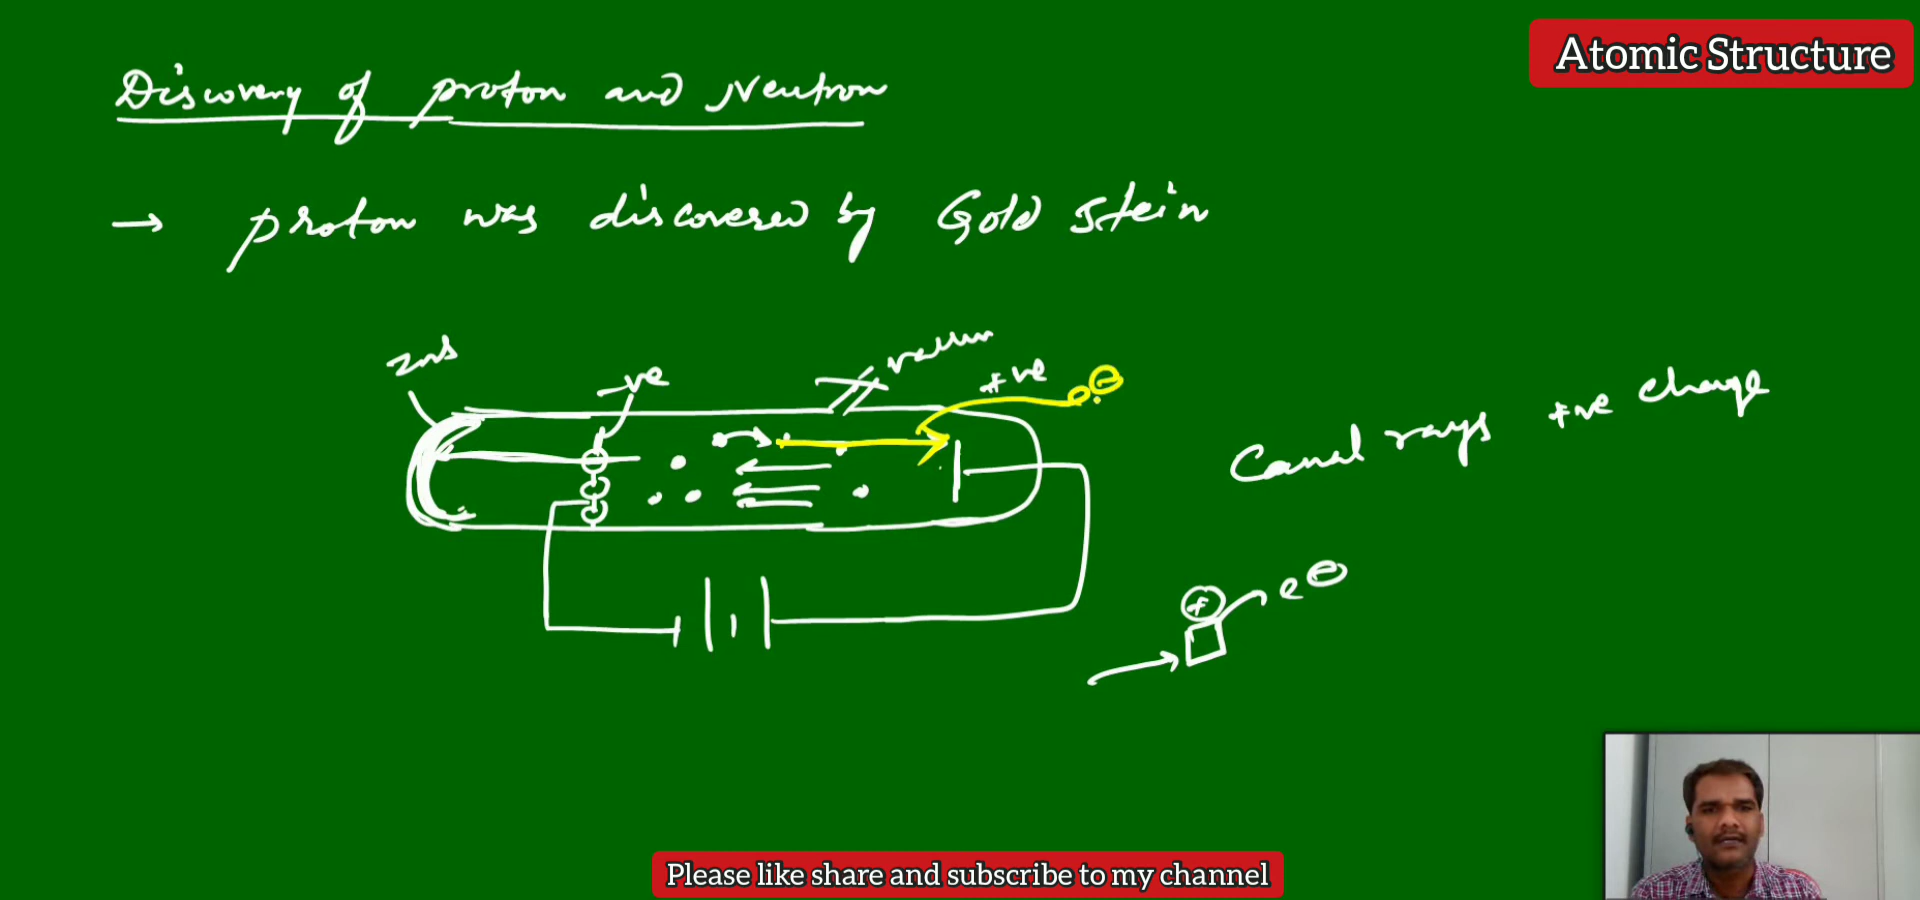 Atomic Structure
Discovery of proton and Neutron
→ proton was discovered by Gold stein
zns
-ve
+ve
e⊖
Canal rays +ve charge
+
e⊖
Please like share and subscribe to my channel